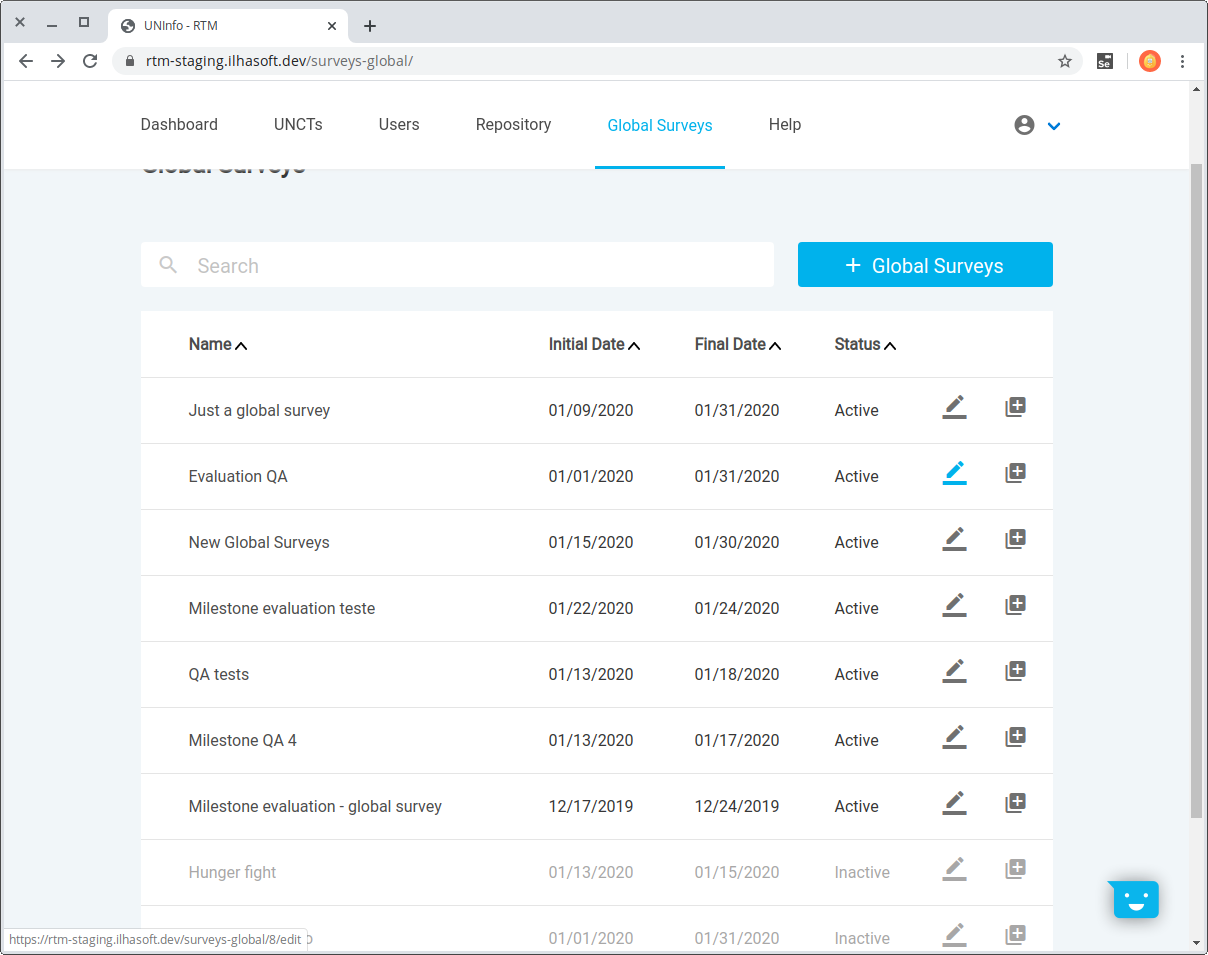 UNInfo - RTM
rtm-staging.ilhasoft.dev/surveys-global/
Se
Dashboard UNCTs Users Repository Global Surveys Help
Global Surveys
Search
+ Global Surveys
Name Initial Date Final Date Status
Just a global survey 01/09/2020 01/31/2020 Active
Evaluation QA 01/01/2020 01/31/2020 Active
New Global Surveys 01/15/2020 01/30/2020 Active
Milestone evaluation teste 01/22/2020 01/24/2020 Active
QA tests 01/13/2020 01/18/2020 Active
Milestone QA 4 01/13/2020 01/17/2020 Active
Milestone evaluation - global survey 12/17/2019 12/24/2019 Active
Hunger fight 01/13/2020 01/15/2020 Inactive
01/01/2020 01/31/2020 Inactive
https://rtm-staging.ilhasoft.dev/surveys-global/8/edit